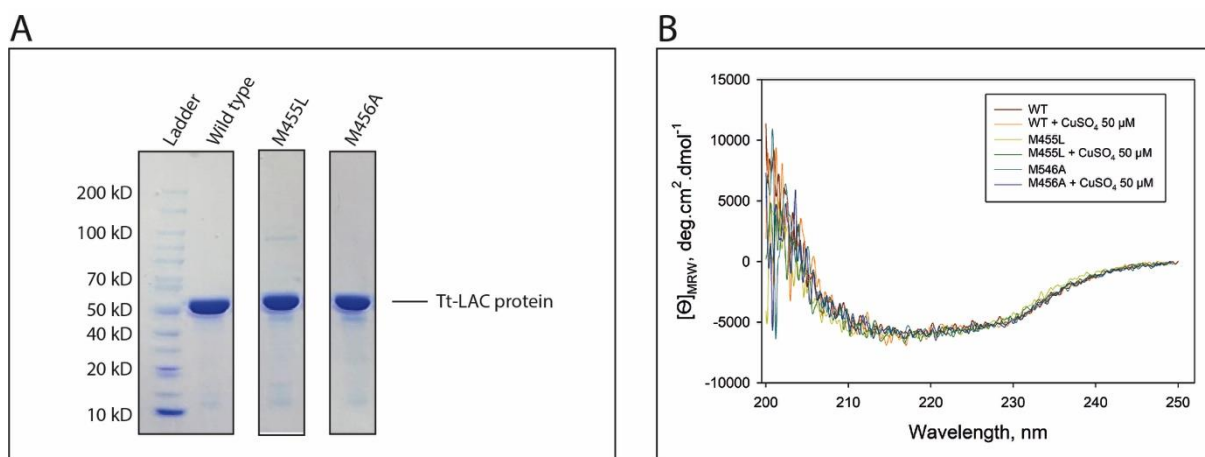 A
Ladder
Wild type
M455L
M456A
200 kD
100 kD
70 kD
50 kD
40 kD
20 kD
10 kD
Tt-LAC protein
B
15000
10000
5000
0
-5000
-10000
[Θ]MRW, deg.cm².dmol⁻¹
WT
WT + CuSO₄ 50 µM
M455L
M455L + CuSO₄ 50 µM
M546A
M456A + CuSO₄ 50 µM
200 210 220 230 240 250
Wavelength, nm